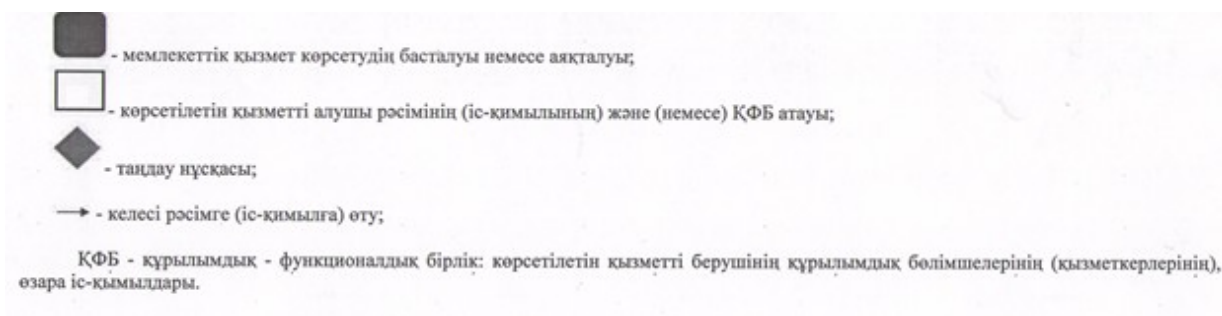 - мемлекеттік қызмет көрсетудің басталуы немесе аяқталуы;
- көрсетілетін қызметті алушы рәсімінің (іс-қимылының) және (немесе) ҚФБ атауы;
- таңдау нұсқасы;
- келесі рәсімге (іс-қимылға) өту;
ҚФБ - құрылымдық - функционалдық бірлік: көрсетілетін қызметті берушінің құрылымдық бөлімшелерінің (қызметкерлерінің),
өзара іс-қымылдары.